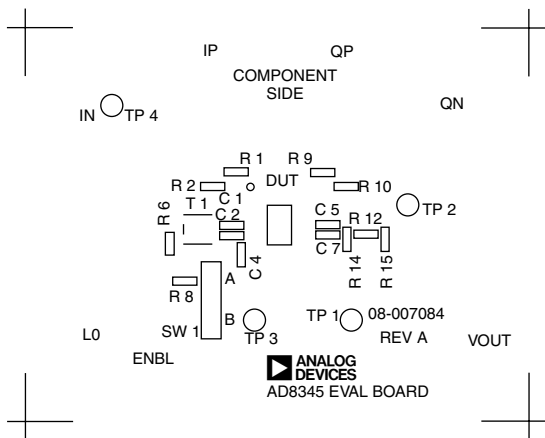 IP
QP
COMPONENT
SIDE
QN
IN
TP 4
R 1
R 9
R 2
DUT
R 10
C 1
T 1
R 6
C 2
C 5
R 12
TP 2
C 7
C 4
R 14
R 15
A
R 8
B
SW 1
TP 3
TP 1
08-007084
REV A
L0
ENBL
VOUT
ANALOG
DEVICES
AD8345 EVAL BOARD